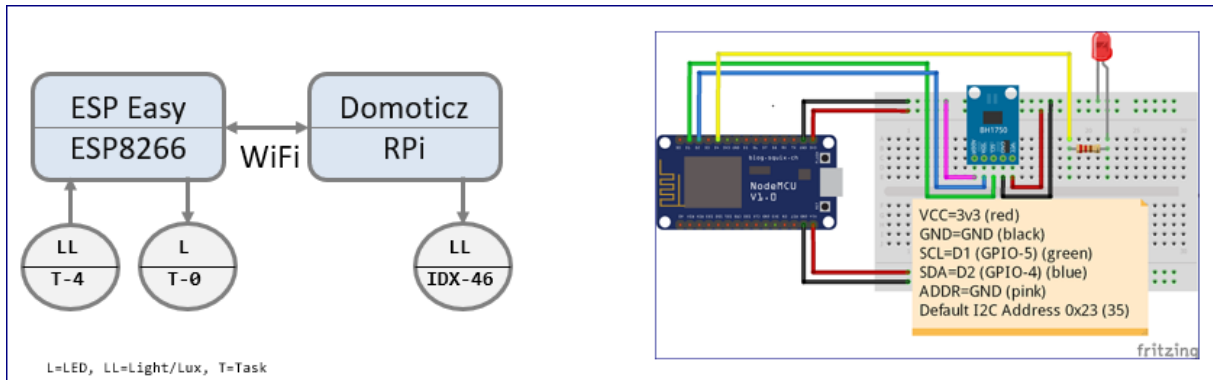 ESP Easy
ESP8266
WiFi
Domoticz
RPi
LL
T-4
L
T-0
LL
IDX-46
L=LED, LL=Light/Lux, T=Task
BH1750
NodeMCU
V1.0
VCC=3v3 (red)
GND=GND (black)
SCL=D1 (GPIO-5) (green)
SDA=D2 (GPIO-4) (blue)
ADDR=GND (pink)
Default I2C Address 0x23 (35)
fritzing